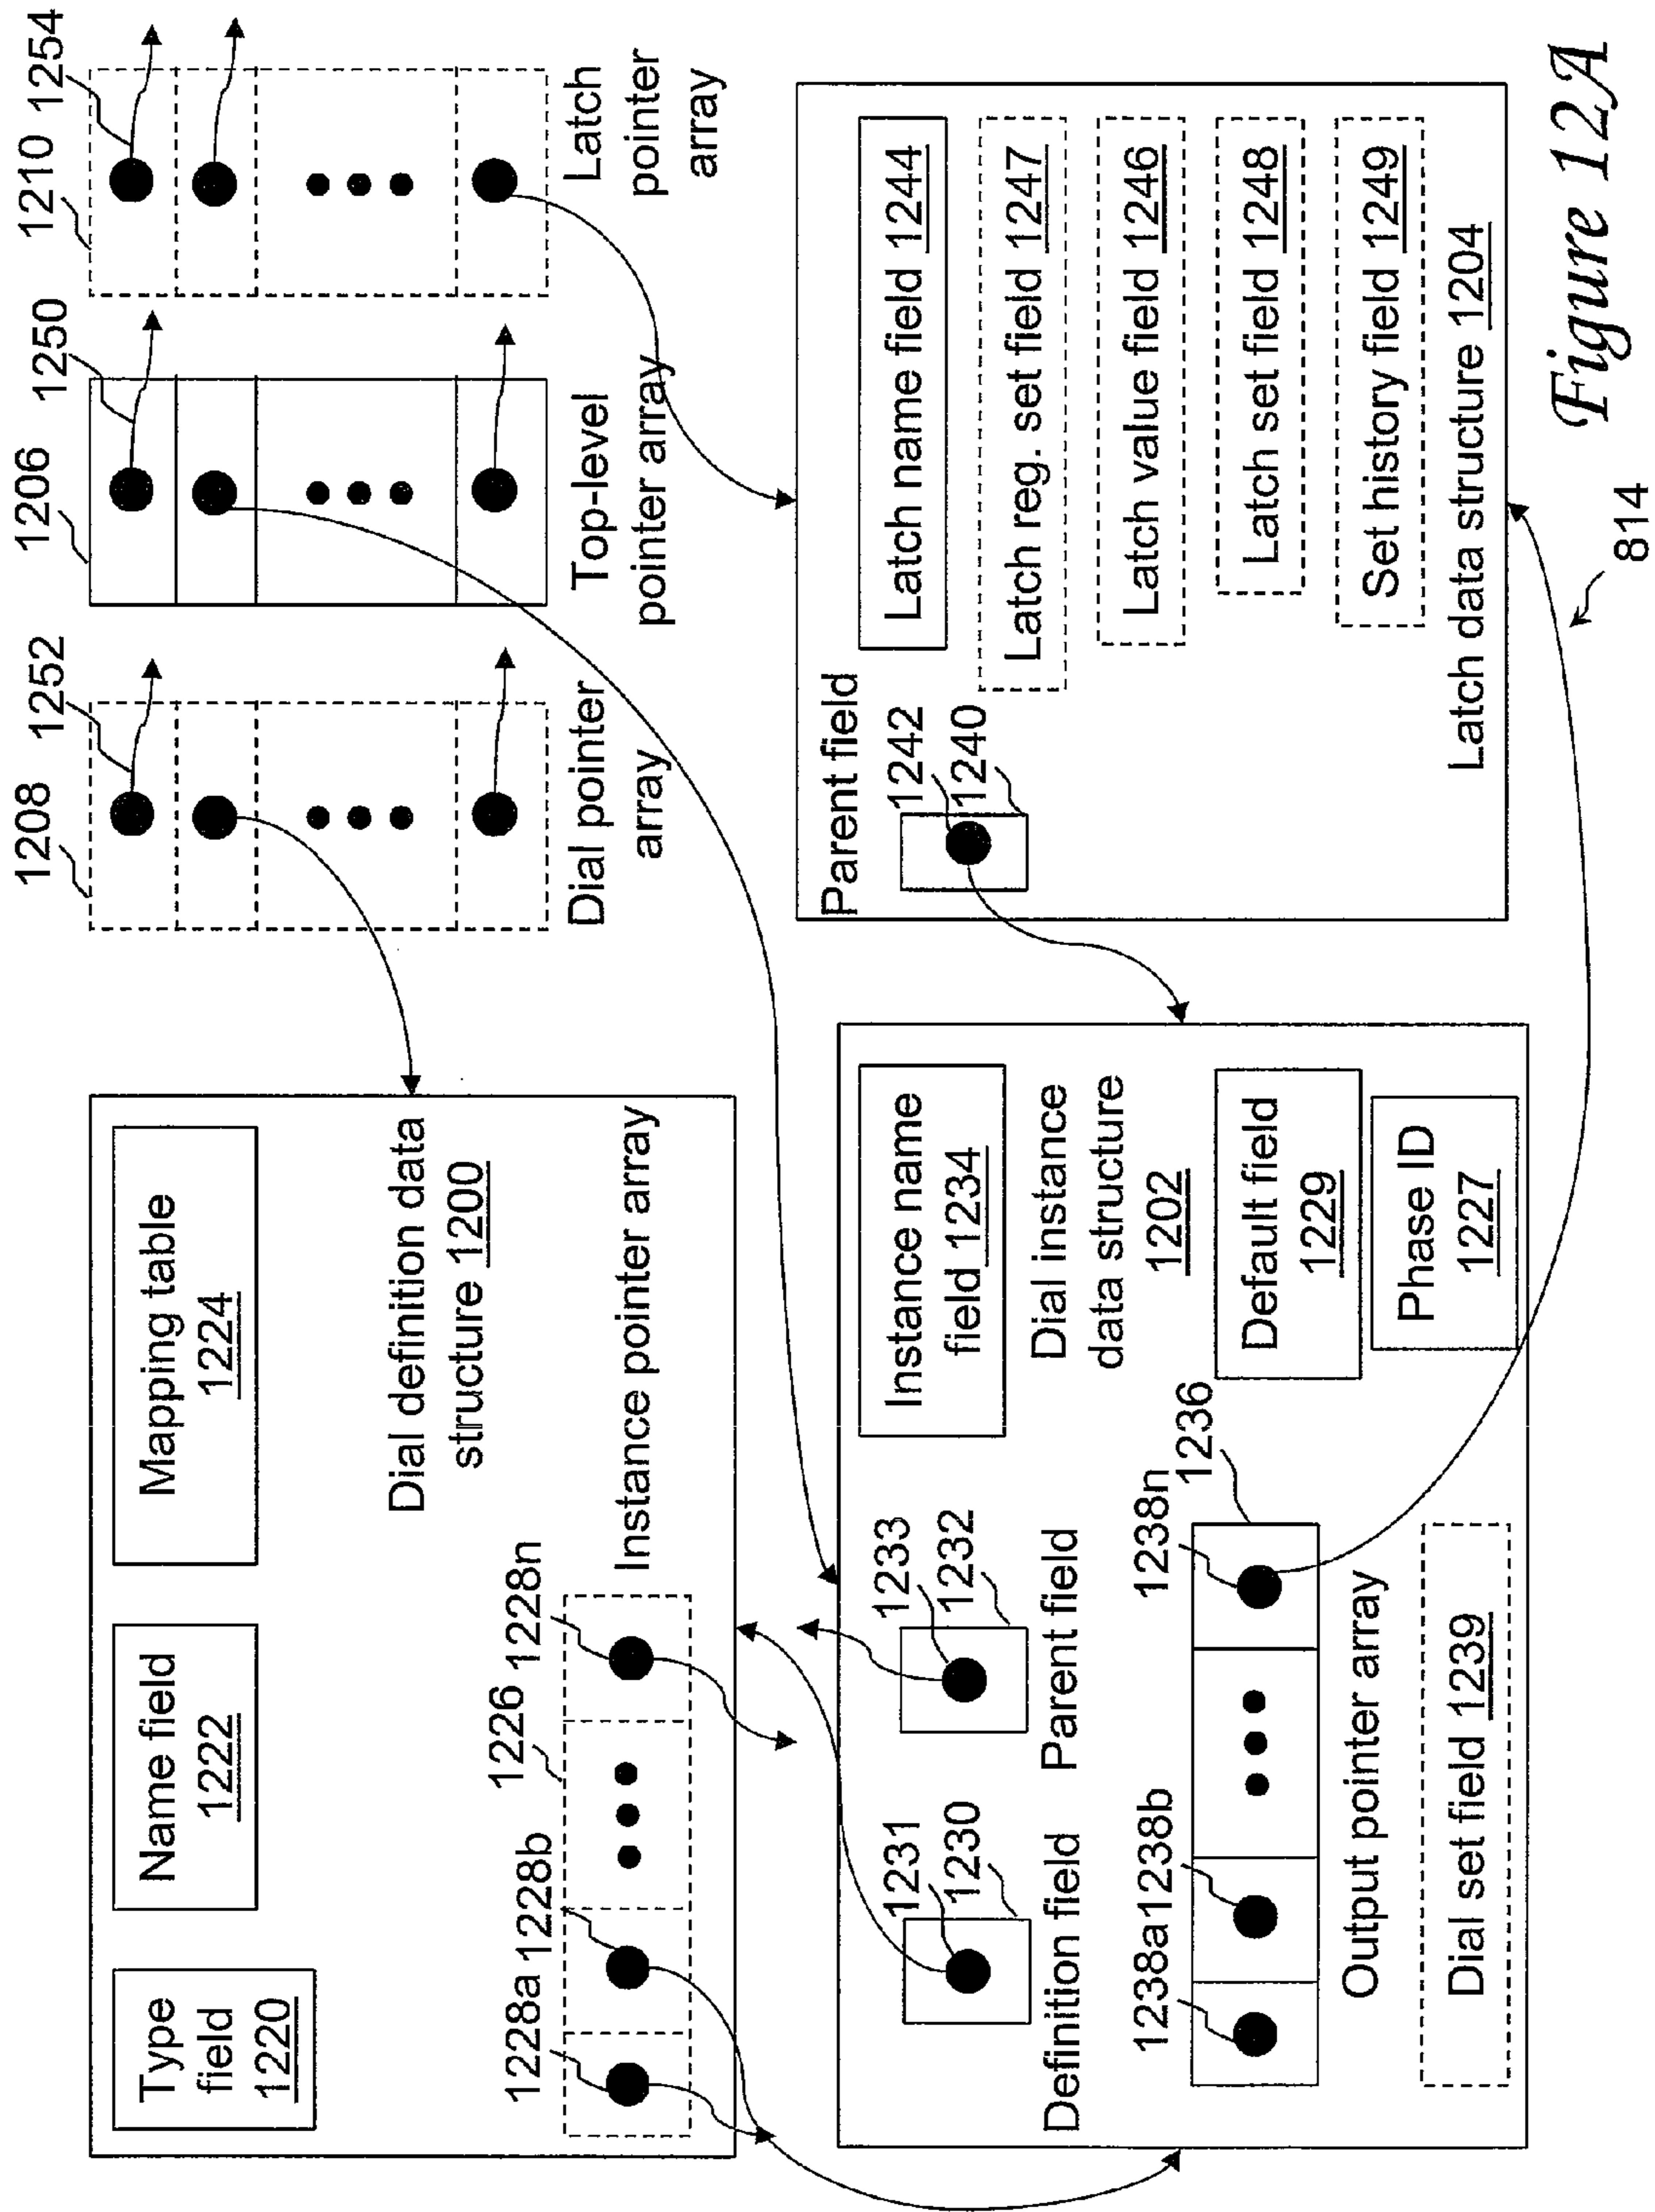 Type
field
1220
Name field
1222
Mapping table
1224
Dial definition data
structure 1200
1228a
1228b
1226
1228n
Instance pointer array
1208
1252
Dial pointer
array
1206
1250
Top-level
pointer array
1210
1254
Latch
pointer
array
1231
1230
Definition field
1233
1232
Parent field
Instance name
field 1234
Dial instance
data structure
1202
1238a
1238b
1238n
1236
Output pointer array
Default field
1229
Dial set field 1239
Phase ID
1227
Parent field
1242
1240
Latch name field 1244
Latch reg. set field 1247
Latch value field 1246
Latch set field 1248
Set history field 1249
Latch data structure 1204
814
Figure 12A